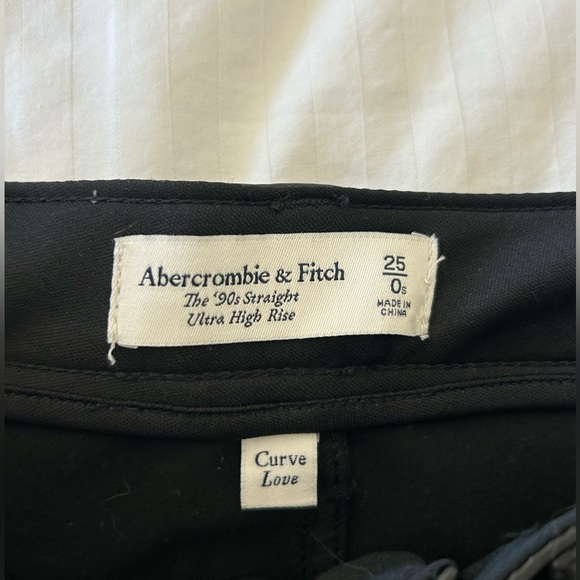 Abercrombie & Fitch
The '90s Straight
Ultra High Rise
25
0s
MADE IN
CHINA
Curve
Love